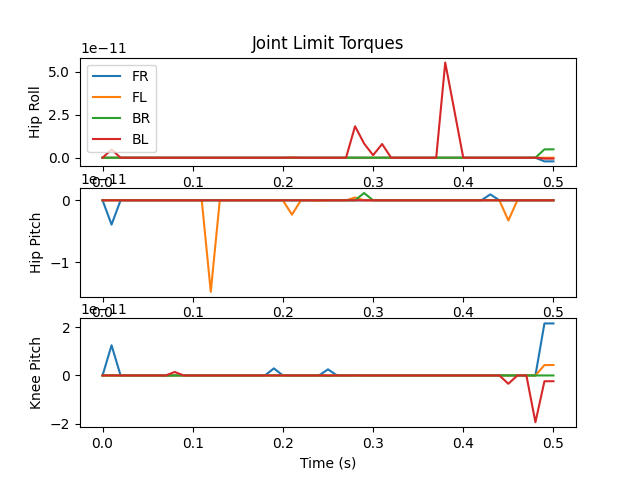 Joint Limit Torques
1e−11
5.0
2.5
0.0
Hip Roll
FR
FL
BR
BL
0.0 0.1 0.2 0.3 0.4 0.5
1e−11
0
−1
Hip Pitch
0.0 0.1 0.2 0.3 0.4 0.5
1e−11
2
0
−2
Knee Pitch
0.0 0.1 0.2 0.3 0.4 0.5
Time (s)